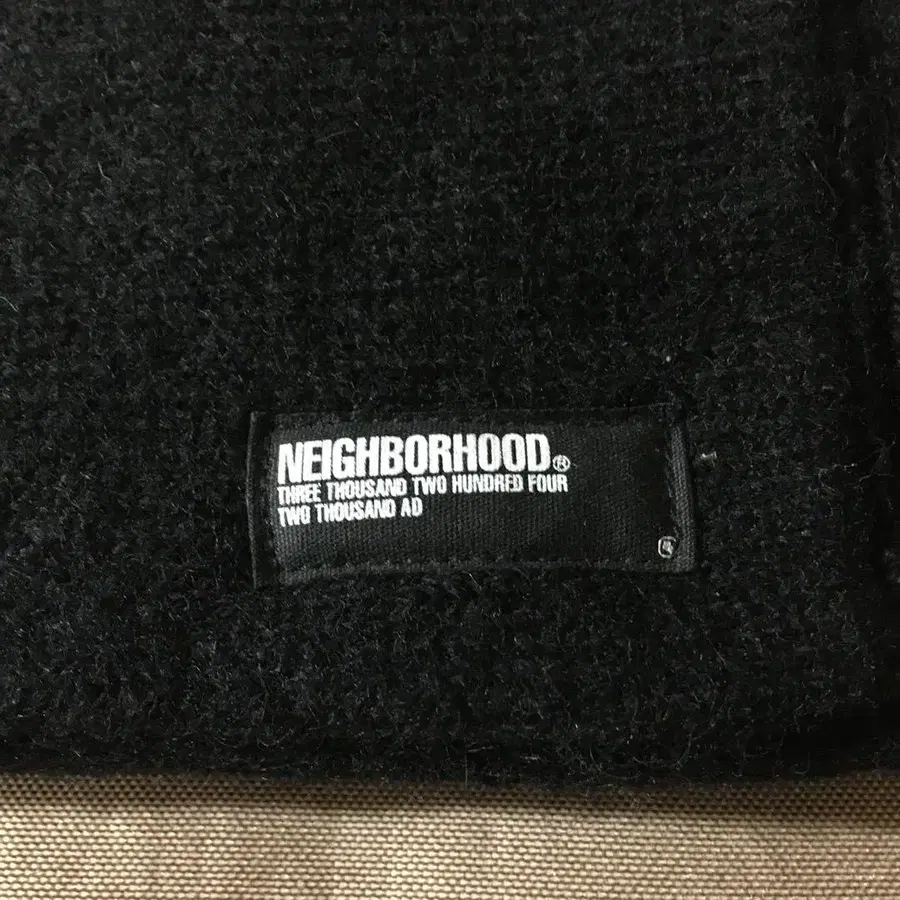 NEIGHBORHOOD®
THREE THOUSAND TWO HUNDRED FOUR
TWO THOUSAND AD